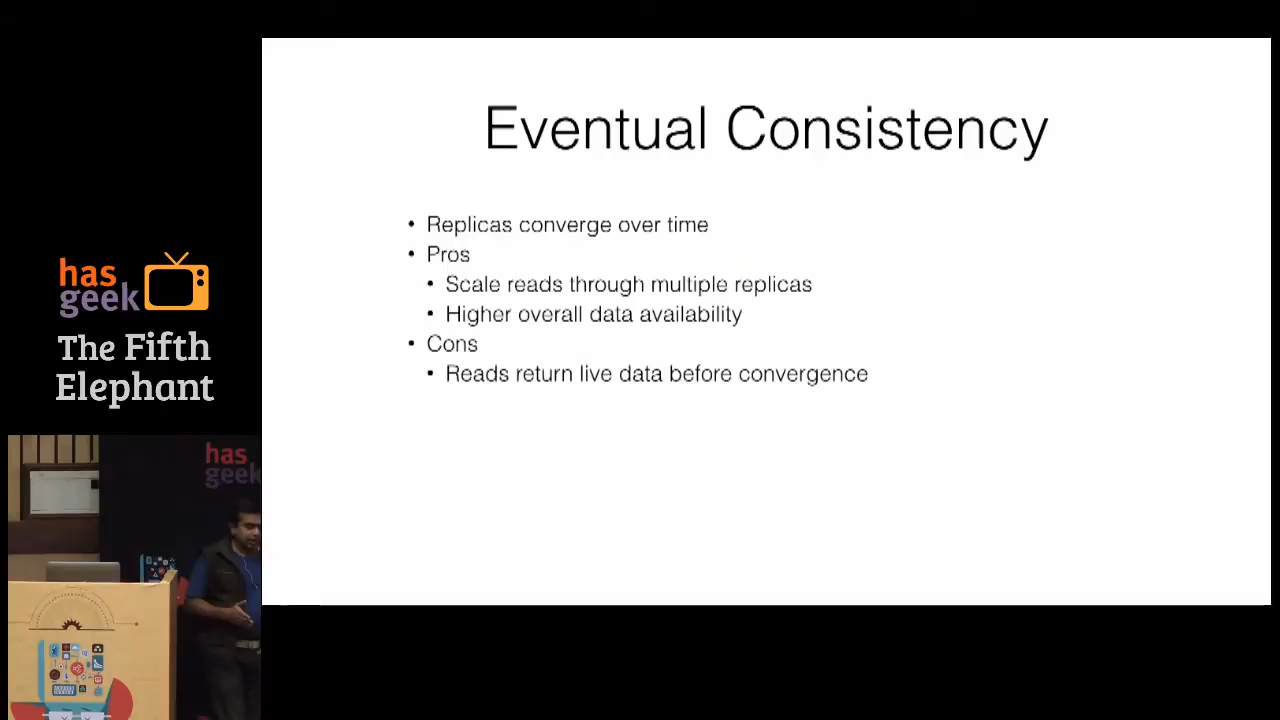 Eventual Consistency
• Replicas converge over time
• Pros
• Scale reads through multiple replicas
• Higher overall data availability
• Cons
• Reads return live data before convergence
has
geek
The Fifth
Elephant
has
geek